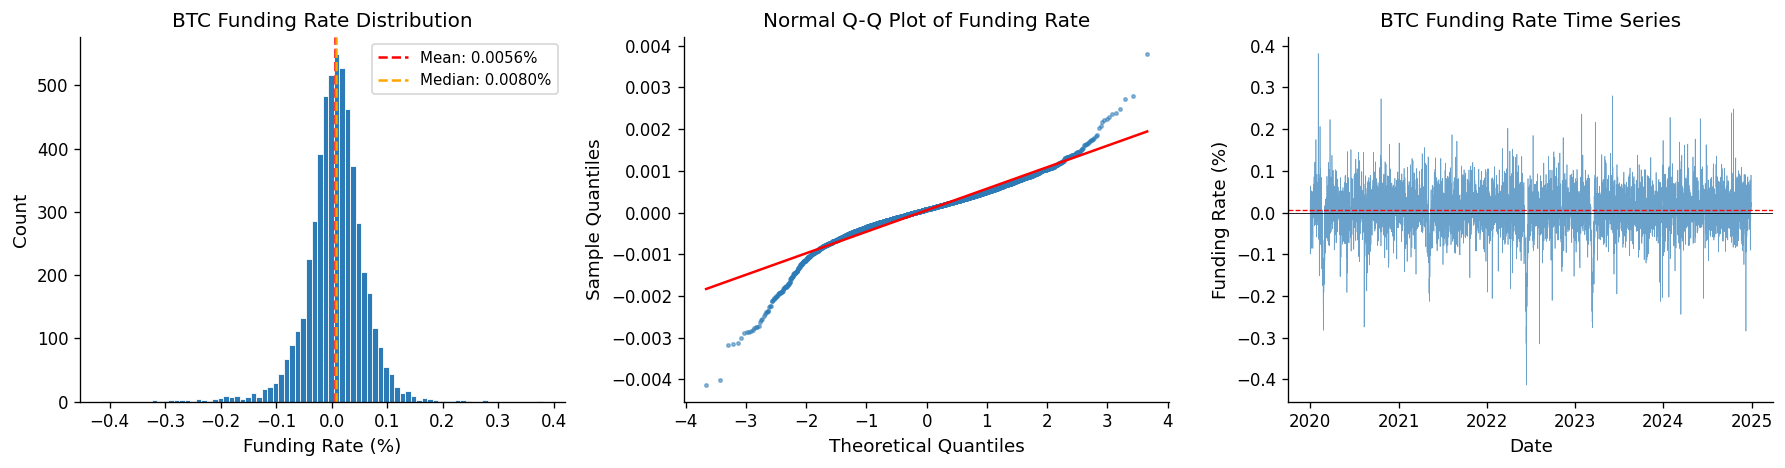 BTC Funding Rate Distribution
Mean: 0.0056%
Median: 0.0080%
Count
500
400
300
200
100
0
−0.4 −0.3 −0.2 −0.1 0.0 0.1 0.2 0.3 0.4
Funding Rate (%)
Normal Q-Q Plot of Funding Rate
Sample Quantiles
0.004
0.003
0.002
0.001
0.000
−0.001
−0.002
−0.003
−0.004
−4 −3 −2 −1 0 1 2 3 4
Theoretical Quantiles
BTC Funding Rate Time Series
Funding Rate (%)
0.4
0.3
0.2
0.1
0.0
−0.1
−0.2
−0.3
−0.4
2020 2021 2022 2023 2024 2025
Date